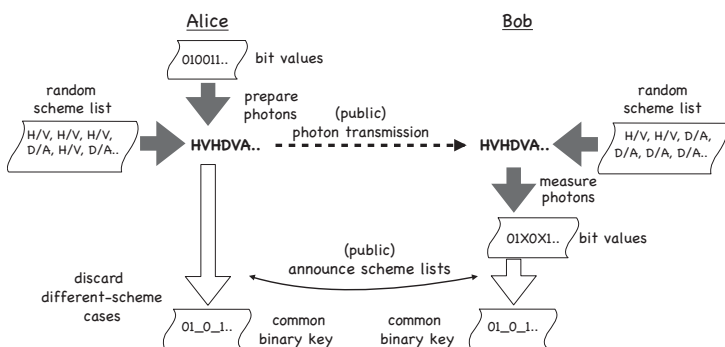 Alice
Bob
010011..
bit values
random
scheme list
H/V, H/V, H/V,
D/A, H/V, D/A..
prepare
photons
HVHDVA..
(public)
photon transmission
HVHDVA..
random
scheme list
H/V, H/V, D/A,
D/A, D/A, D/A..
measure
photons
01X0X1..
bit values
(public)
announce scheme lists
discard
different-scheme
cases
01_0_1..
common
binary key
common
binary key
01_0_1..